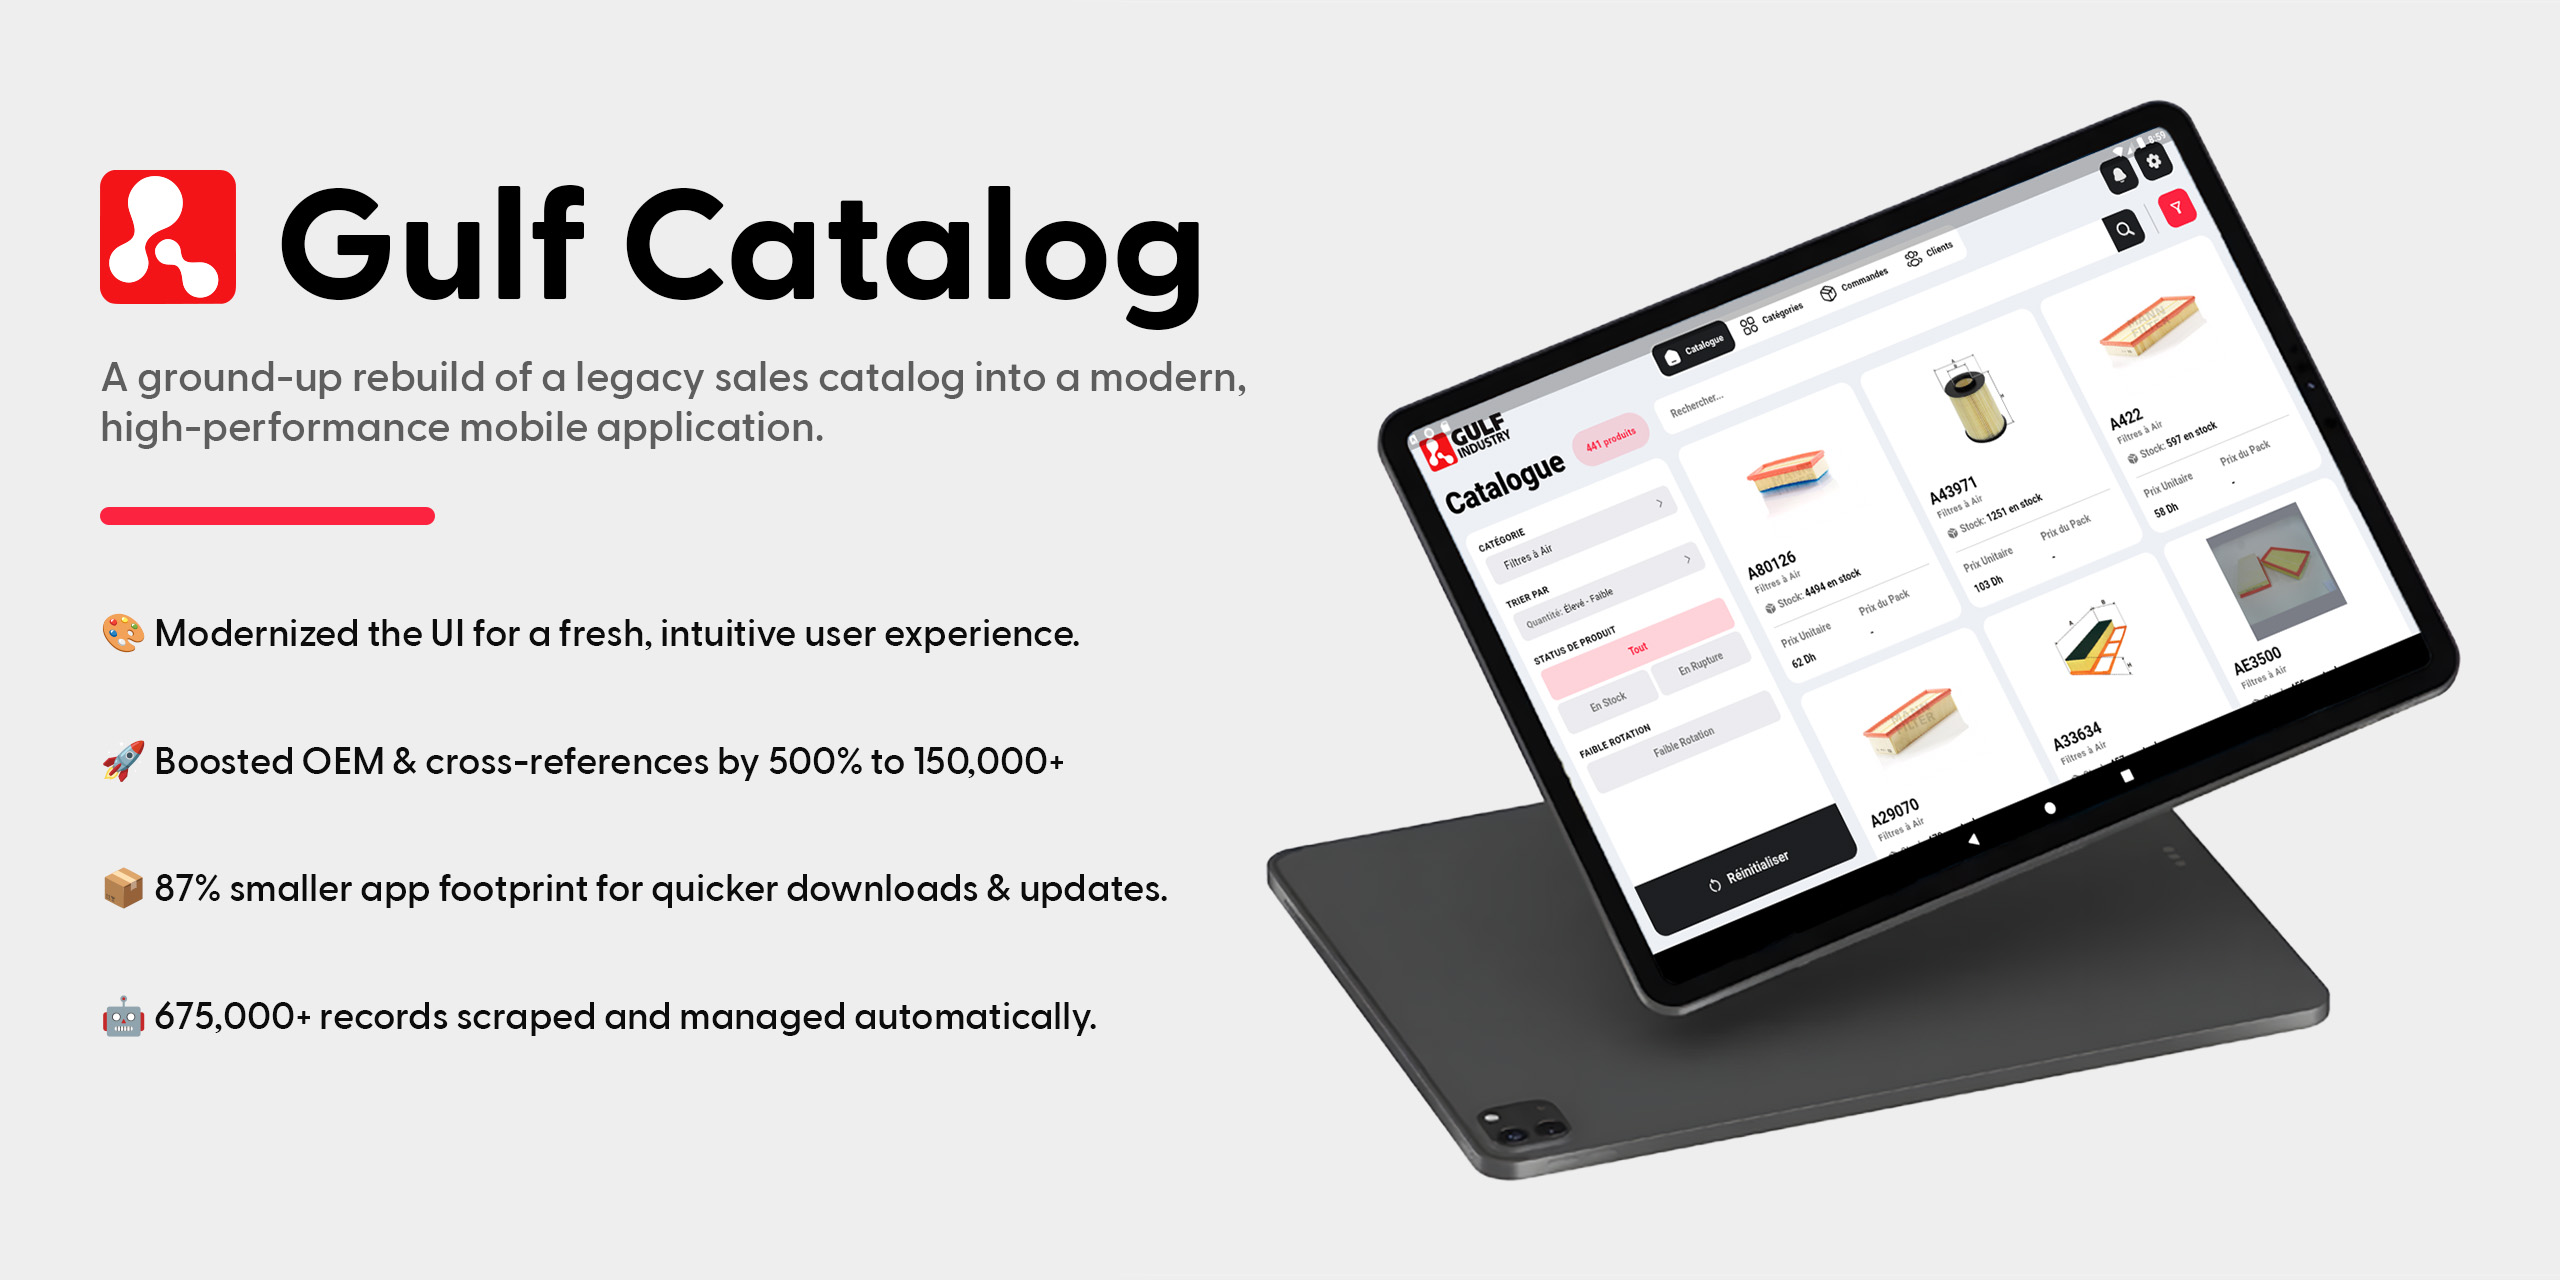 Gulf Catalog
A ground-up rebuild of a legacy sales catalog into a modern,
high-performance mobile application.
🎨 Modernized the UI for a fresh, intuitive user experience.
🚀 Boosted OEM & cross-references by 500% to 150,000+
📦 87% smaller app footprint for quicker downloads & updates.
🤖 675,000+ records scraped and managed automatically.
8:59
GULF
INDUSTRY
Catalogue
Catégories
Commandes
Clients
Catalogue
441 produits
Rechercher...
CATÉGORIE
Filtres à Air
TRIER PAR
Quantité: Élevé - Faible
STATUS DE PRODUIT
Tout
En Stock
En Rupture
FAIBLE ROTATION
Faible Rotation
Réinitialiser
A80126
Filtres à Air
Stock: 4494 en stock
Prix Unitaire
Prix du Pack
62 Dh
-
A43971
Filtres à Air
Stock: 1251 en stock
Prix Unitaire
Prix du Pack
103 Dh
-
MANN
FILTER
A422
Filtres à Air
Stock: 597 en stock
Prix Unitaire
Prix du Pack
58 Dh
-
MANN
FILTER
A29070
Filtres à Air
A33634
Filtres à Air
AE3500
Filtres à Air